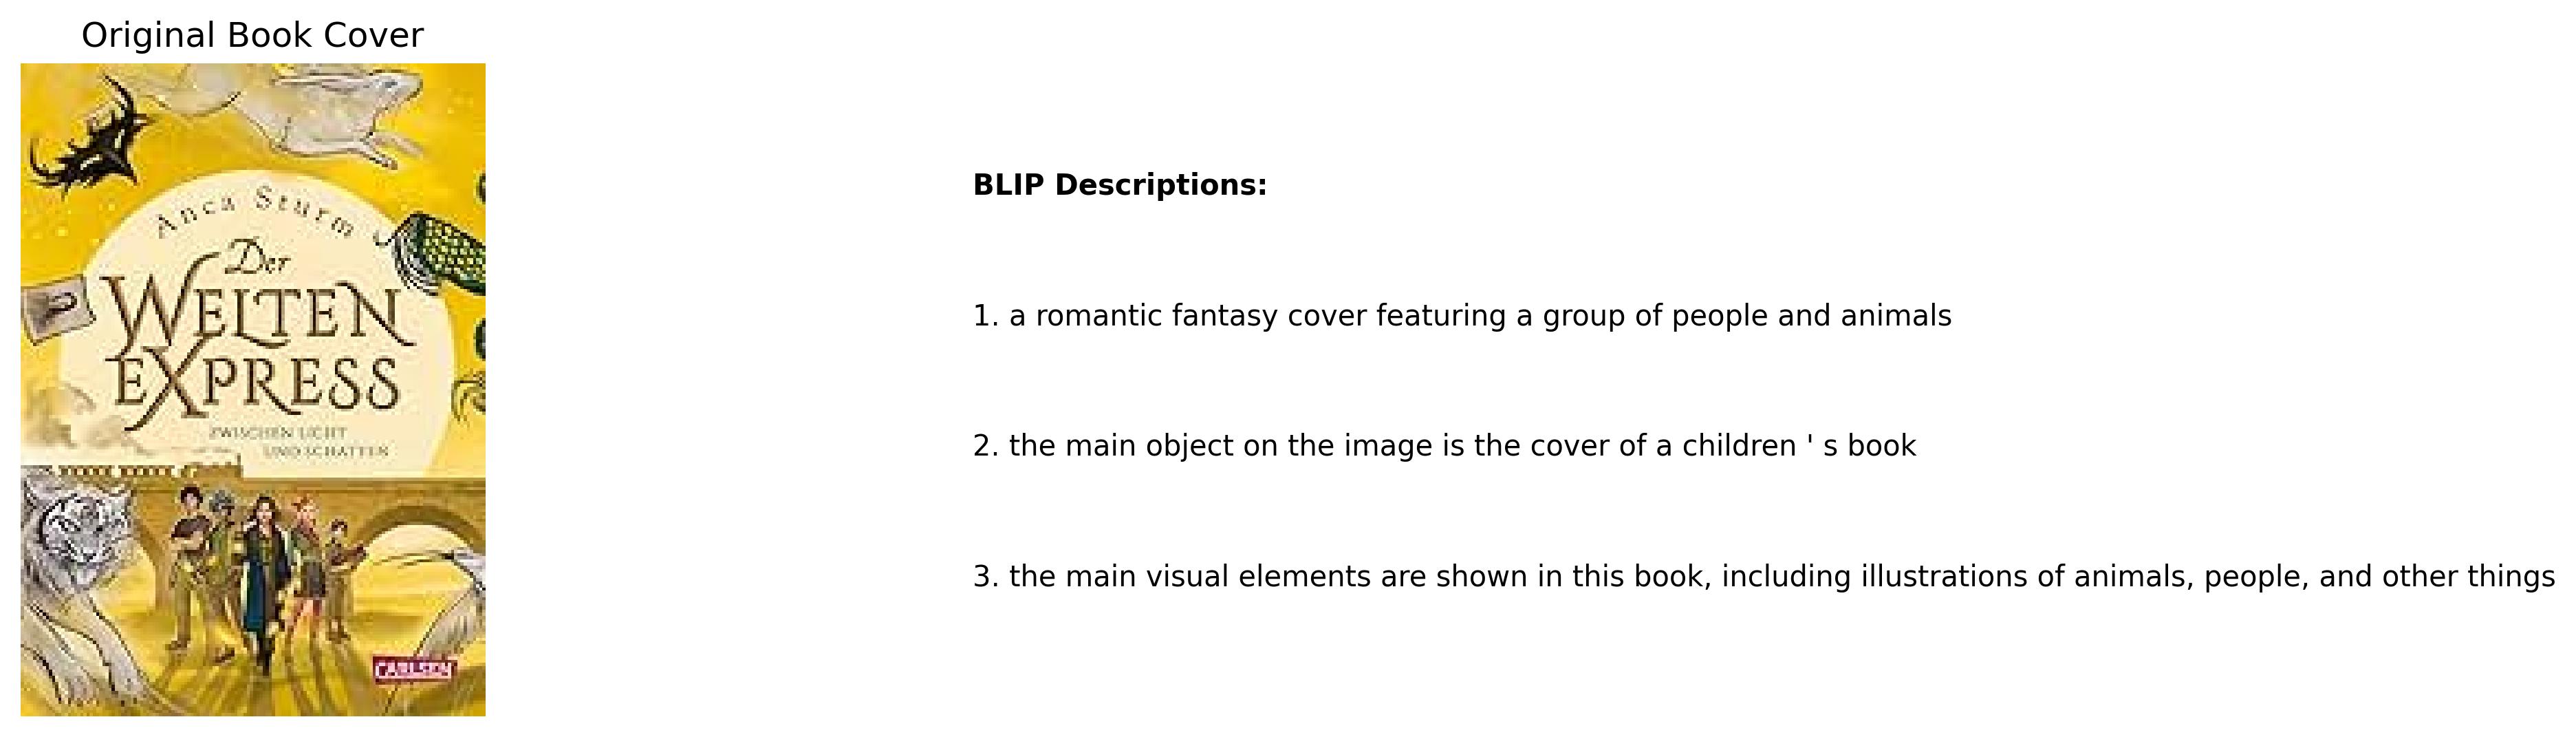 Original Book Cover
Anca Sturm
Der
WELTEN
EXPRESS
ZWISCHEN LICHT
UND SCHATTEN
CARLSEN
BLIP Descriptions:
1. a romantic fantasy cover featuring a group of people and animals
2. the main object on the image is the cover of a children ' s book
3. the main visual elements are shown in this book, including illustrations of animals, people, and other things